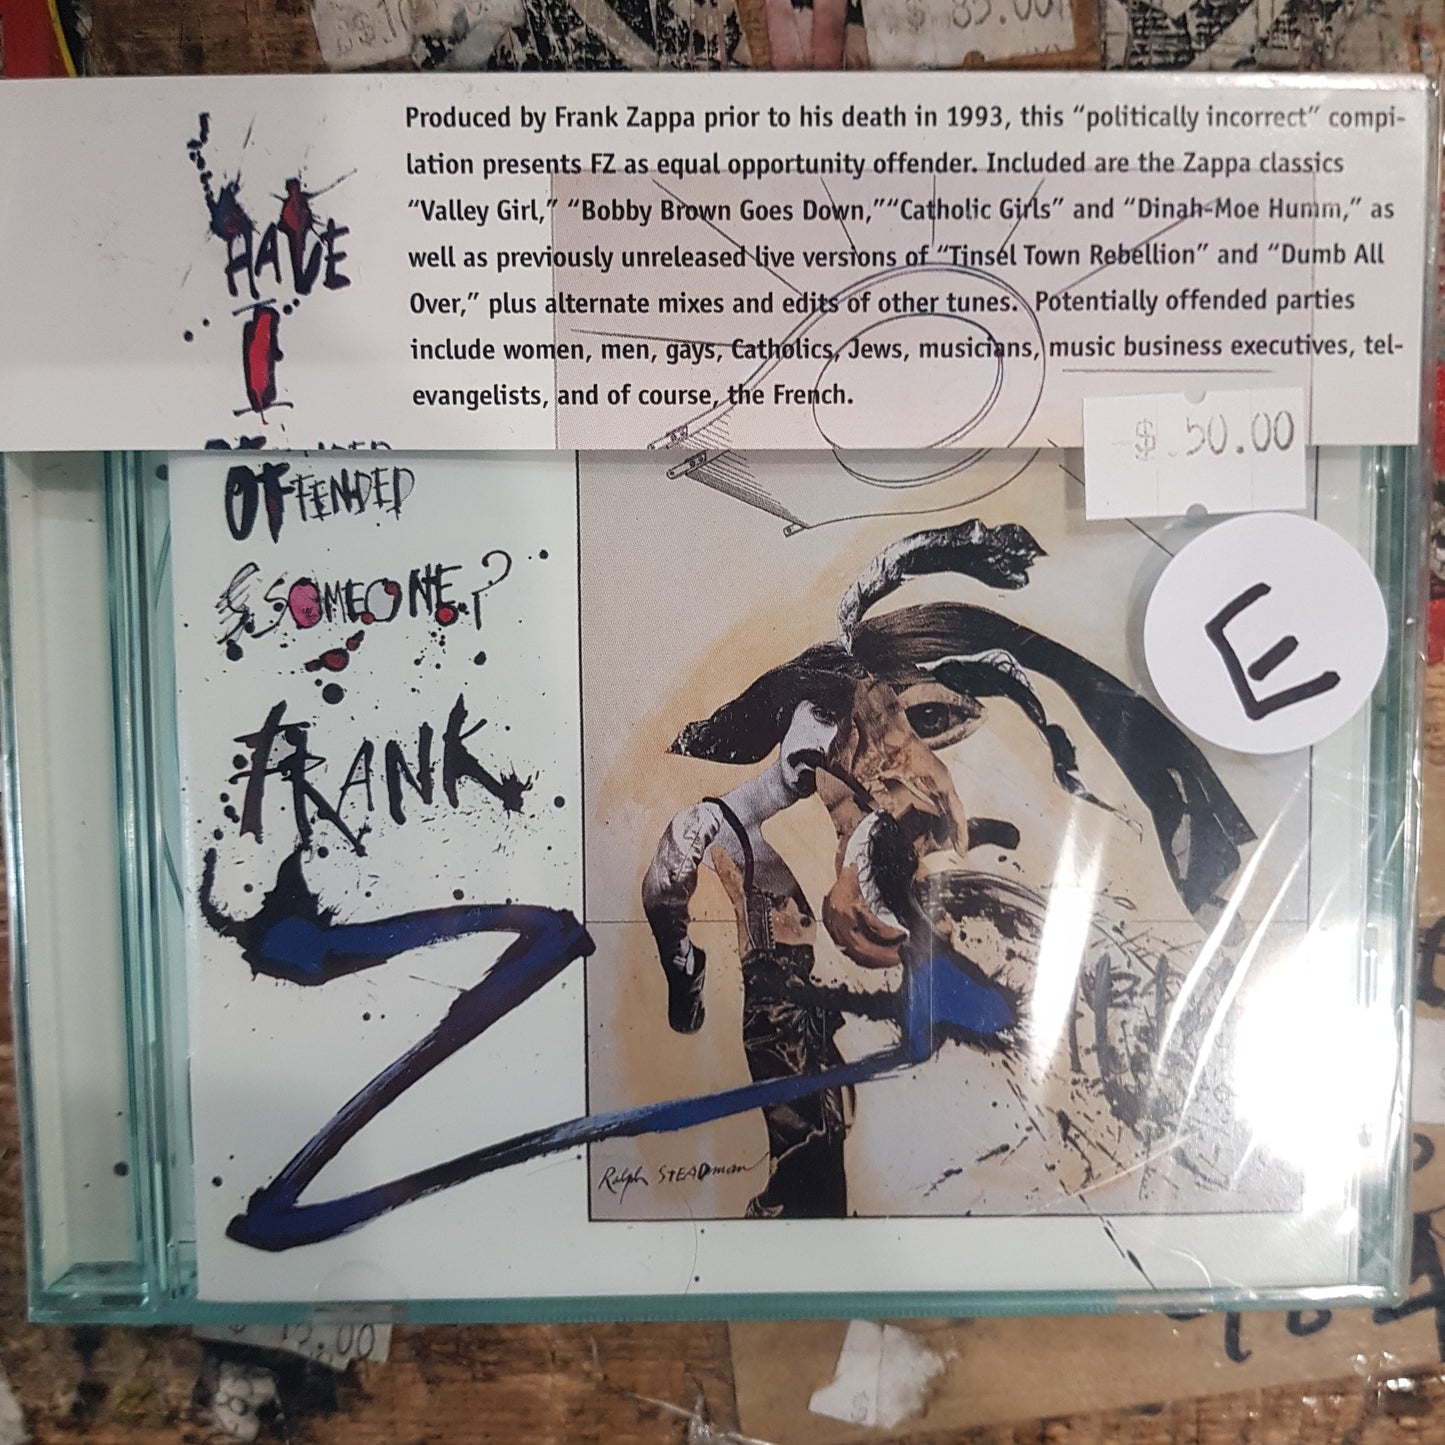 $ 85.00
Produced by Frank Zappa prior to his death in 1993, this “politically incorrect” compi-
lation presents FZ as equal opportunity offender. Included are the Zappa classics
“Valley Girl,” “Bobby Brown Goes Down,”“Catholic Girls” and “Dinah-Moe Humm,” as
well as previously unreleased live versions of “Tinsel Town Rebellion” and “Dumb All
Over,” plus alternate mixes and edits of other tunes. Potentially offended parties
include women, men, gays, Catholics, Jews, musicians, music business executives, tel-
evangelists, and of course, the French.
HAVE
I
OFFENDED
SOMEONE?
FRANK
Z
$ 50.00
E
Ralph STEADman
$ 15.00